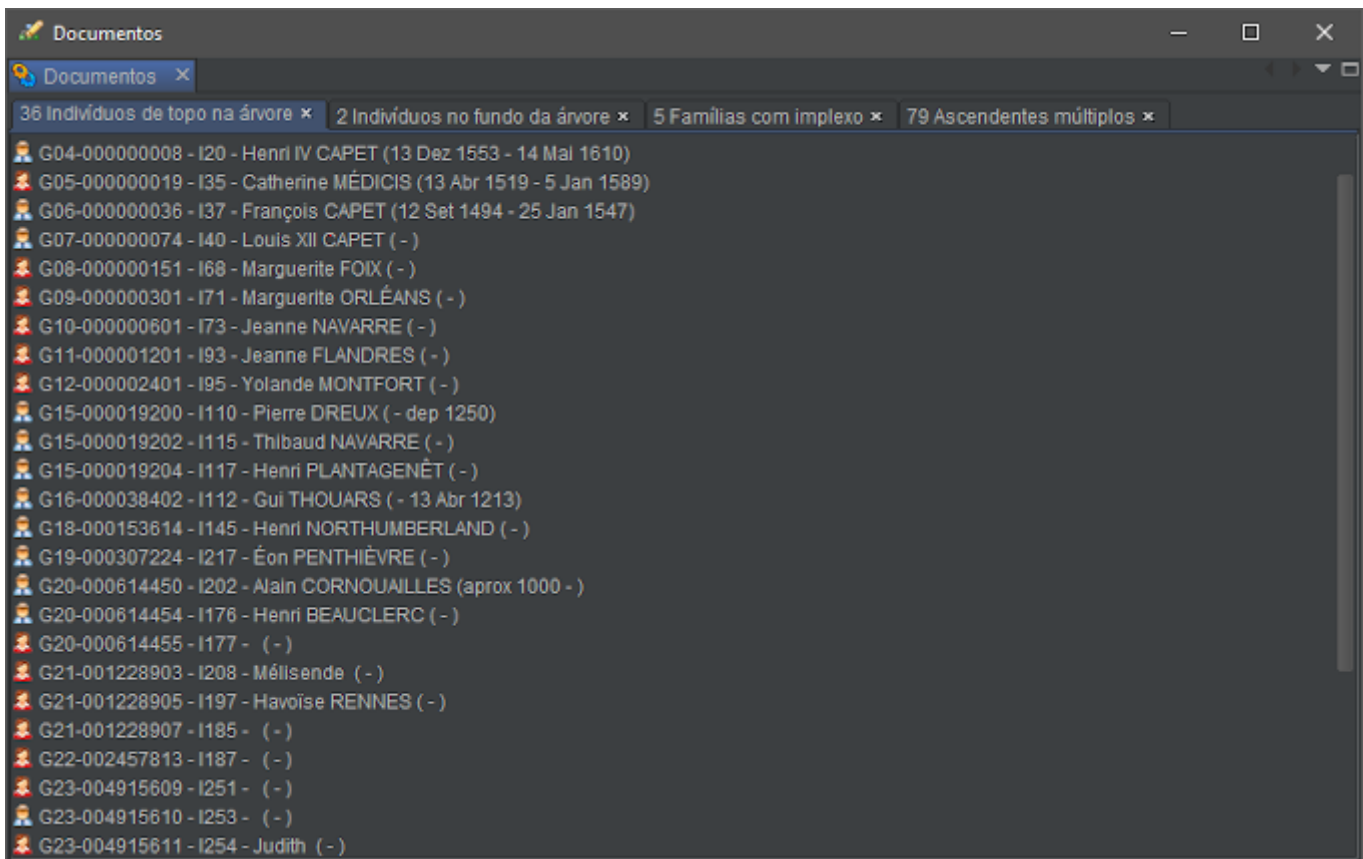 Documentos
Documentos
36 Indivíduos de topo na árvore 2 Indivíduos no fundo da árvore 5 Famílias com implexo 79 Ascendentes múltiplos
G04-000000008 - I20 - Henri IV CAPET (13 Dez 1553 - 14 Mai 1610)
G05-000000019 - I35 - Catherine MÉDICIS (13 Abr 1519 - 5 Jan 1589)
G06-000000036 - I37 - François CAPET (12 Set 1494 - 25 Jan 1547)
G07-000000074 - I40 - Louis XII CAPET ( - )
G08-000000151 - I68 - Marguerite FOIX ( - )
G09-000000301 - I71 - Marguerite ORLÉANS ( - )
G10-000000601 - I73 - Jeanne NAVARRE ( - )
G11-000001201 - I93 - Jeanne FLANDRES ( - )
G12-000002401 - I95 - Yolande MONTFORT ( - )
G15-000019200 - I110 - Pierre DREUX ( - dep 1250)
G15-000019202 - I115 - Thibaud NAVARRE ( - )
G15-000019204 - I117 - Henri PLANTAGENÊT ( - )
G16-000038402 - I112 - Gui THOUARS ( - 13 Abr 1213)
G18-000153614 - I145 - Henri NORTHUMBERLAND ( - )
G19-000307224 - I217 - Éon PENTHIÈVRE ( - )
G20-000614450 - I202 - Alain CORNOUAILLES (aprox 1000 - )
G20-000614454 - I176 - Henri BEAUCLERC ( - )
G20-000614455 - I177 - ( - )
G21-001228903 - I208 - Mélisende ( - )
G21-001228905 - I197 - Havoïse RENNES ( - )
G21-001228907 - I185 - ( - )
G22-002457813 - I187 - ( - )
G23-004915609 - I251 - ( - )
G23-004915610 - I253 - ( - )
G23-004915611 - I254 - Judith ( - )